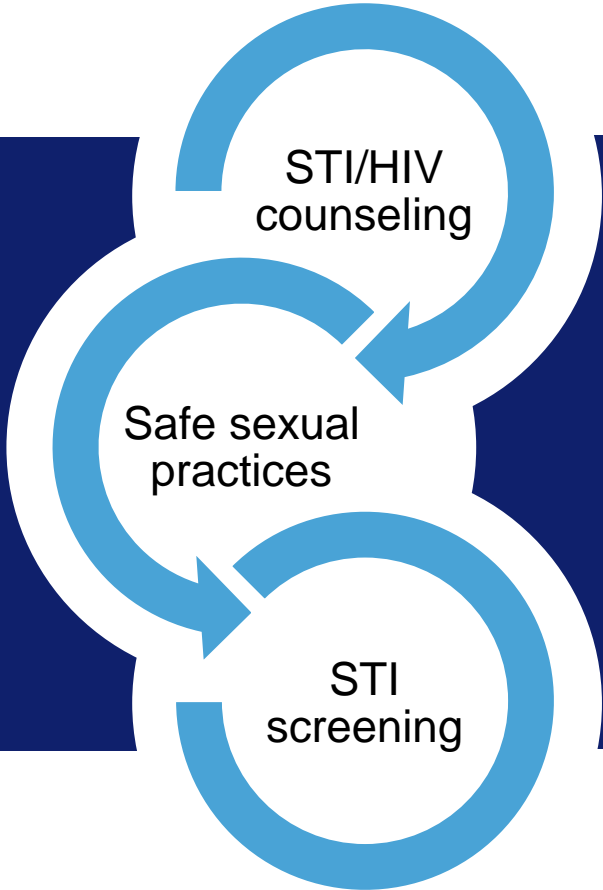 STI/HIV
counseling
Safe sexual
practices
STI
screening